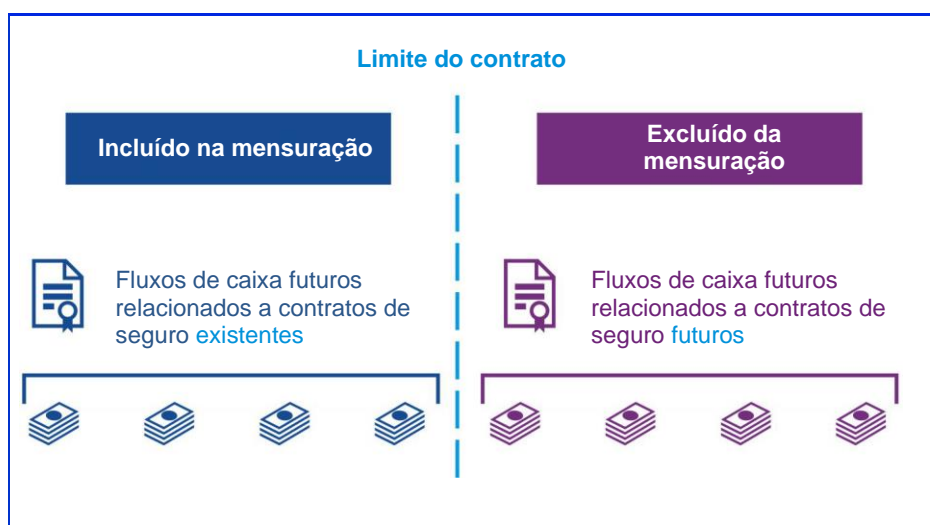 Limite do contrato
Incluído na mensuração
Excluído da
mensuração
Fluxos de caixa futuros
relacionados a contratos de
seguro existentes
Fluxos de caixa futuros
relacionados a contratos de
seguro futuros